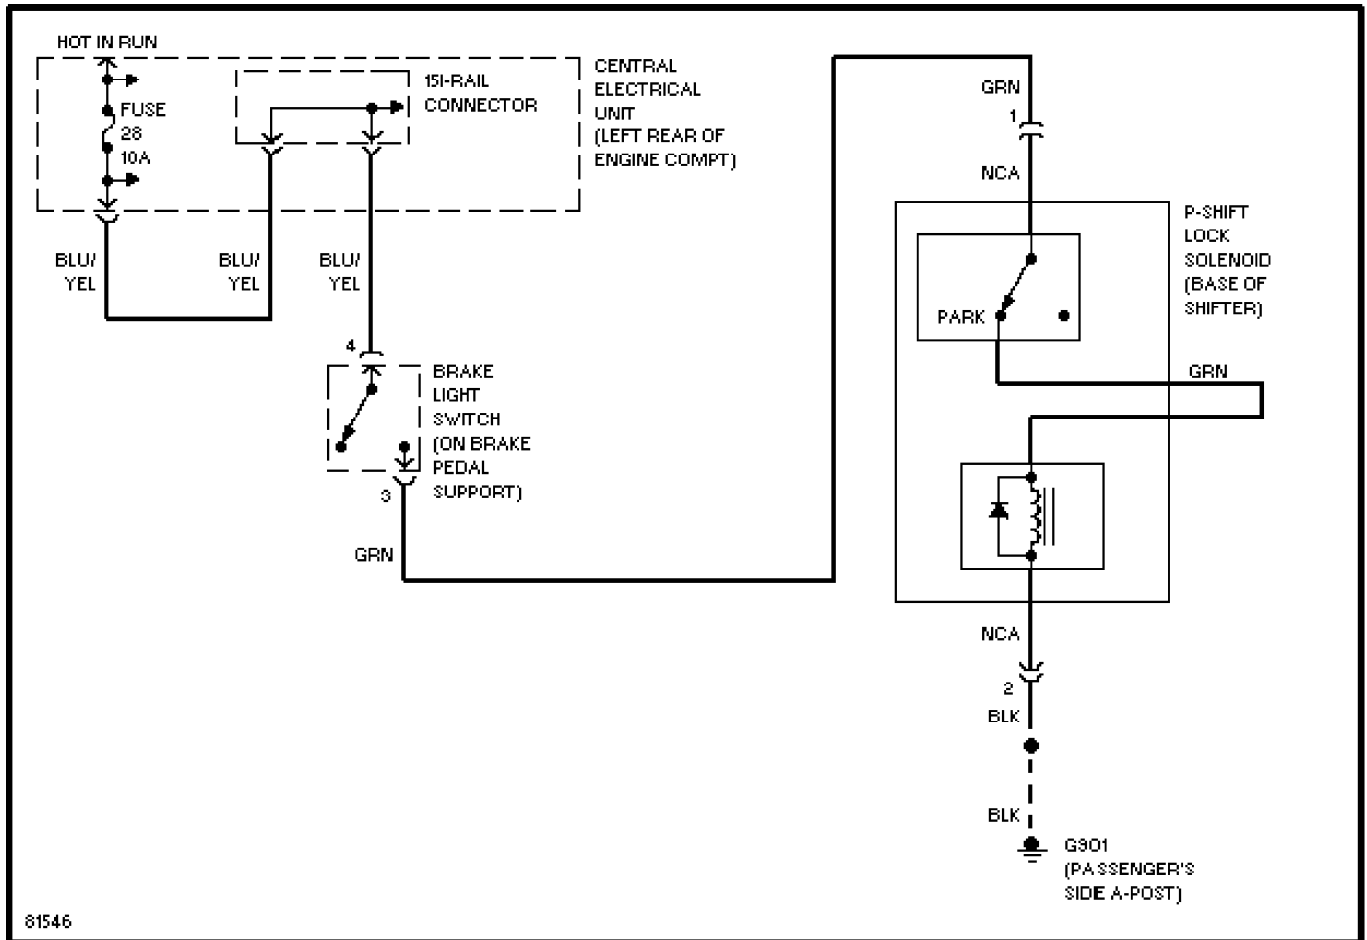 HOT IN RUN
FUSE
28
10A
15I-RAIL
CONNECTOR
CENTRAL
ELECTRICAL
UNIT
(LEFT REAR OF
ENGINE COMPT)
BLU/
YEL
BLU/
YEL
BLU/
YEL
4
BRAKE
LIGHT
SWITCH
(ON BRAKE
PEDAL
SUPPORT)
3
GRN
GRN
1
NCA
P-SHIFT
LOCK
SOLENOID
(BASE OF
SHIFTER)
PARK
GRN
NCA
2
BLK
BLK
G901
(PASSENGER'S
SIDE A-POST)
81546